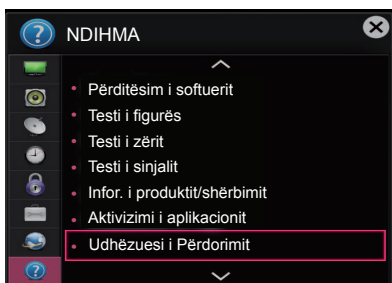 NDIHMA
Përditësim i softuerit
Testi i figurës
Testi i zërit
Testi i sinjalit
Infor. i produktit/shërbimit
Aktivizimi i aplikacionit
Udhëzuesi i Përdorimit